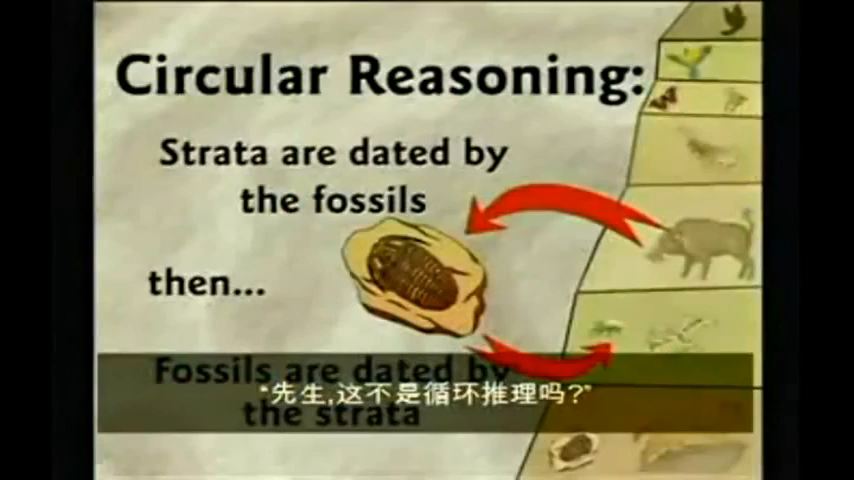 Circular Reasoning:
Strata are dated by
the fossils
then...
Fossils are dated by
the strata
“先生,这不是循环推理吗?”